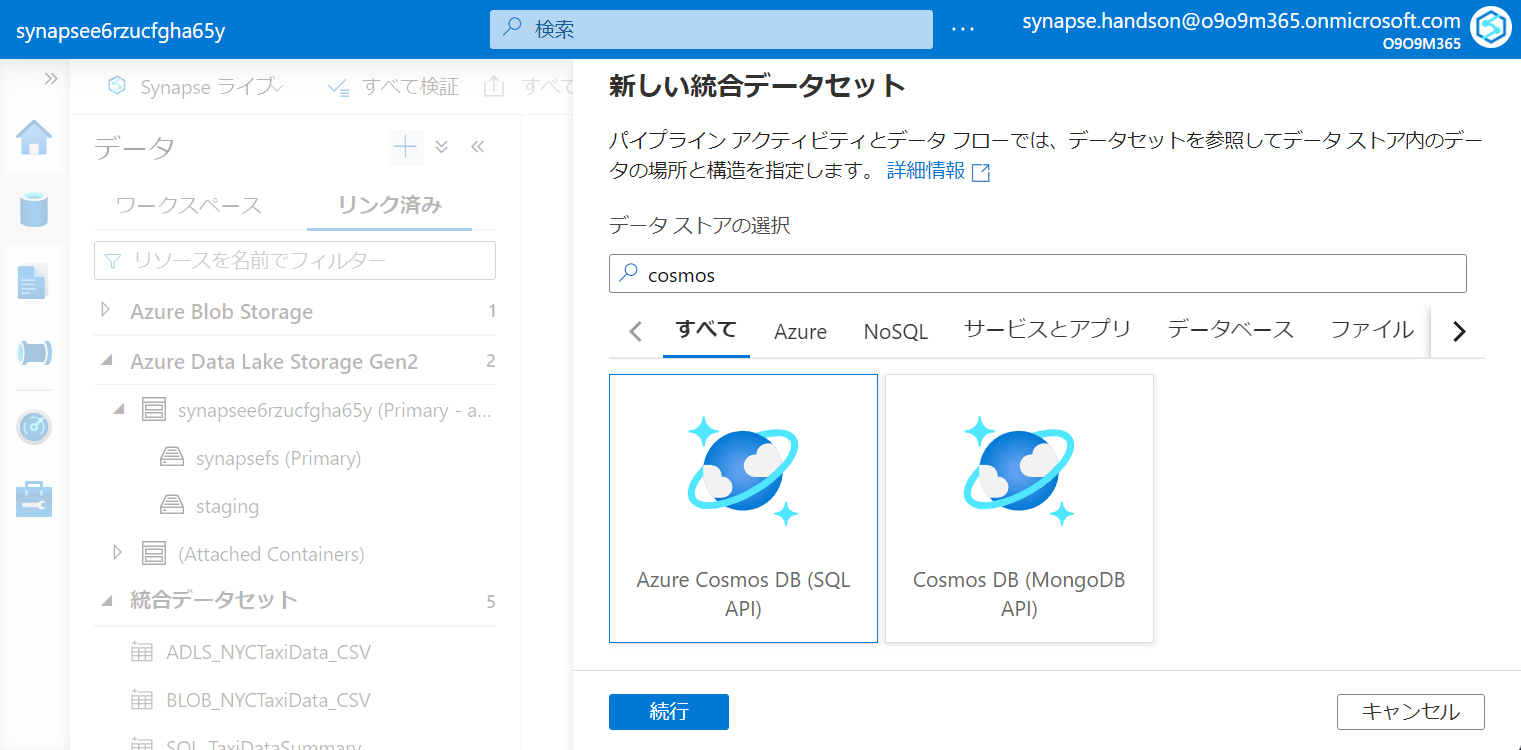 synapsee6rzucfgha65y
検索
...
synapse.handson@o9o9m365.onmicrosoft.com
O9O9M365
Synapse ライブ
すべて検証
すべて
データ
ワークスペース
リンク済み
リソースを名前でフィルター
Azure Blob Storage 1
Azure Data Lake Storage Gen2 2
synapsee6rzucfgha65y (Primary - a...
synapsefs (Primary)
staging
(Attached Containers)
統合データセット 5
ADLS_NYCTaxiData_CSV
BLOB_NYCTaxiData_CSV
SQL_TaxiDataSummary
新しい統合データセット
パイプライン アクティビティとデータ フローでは、データセットを参照してデータ ストア内のデー
タの場所と構造を指定します。 詳細情報
データ ストアの選択
cosmos
すべて Azure NoSQL サービスとアプリ データベース ファイル
Azure Cosmos DB (SQL
API)
Cosmos DB (MongoDB
API)
続行
キャンセル